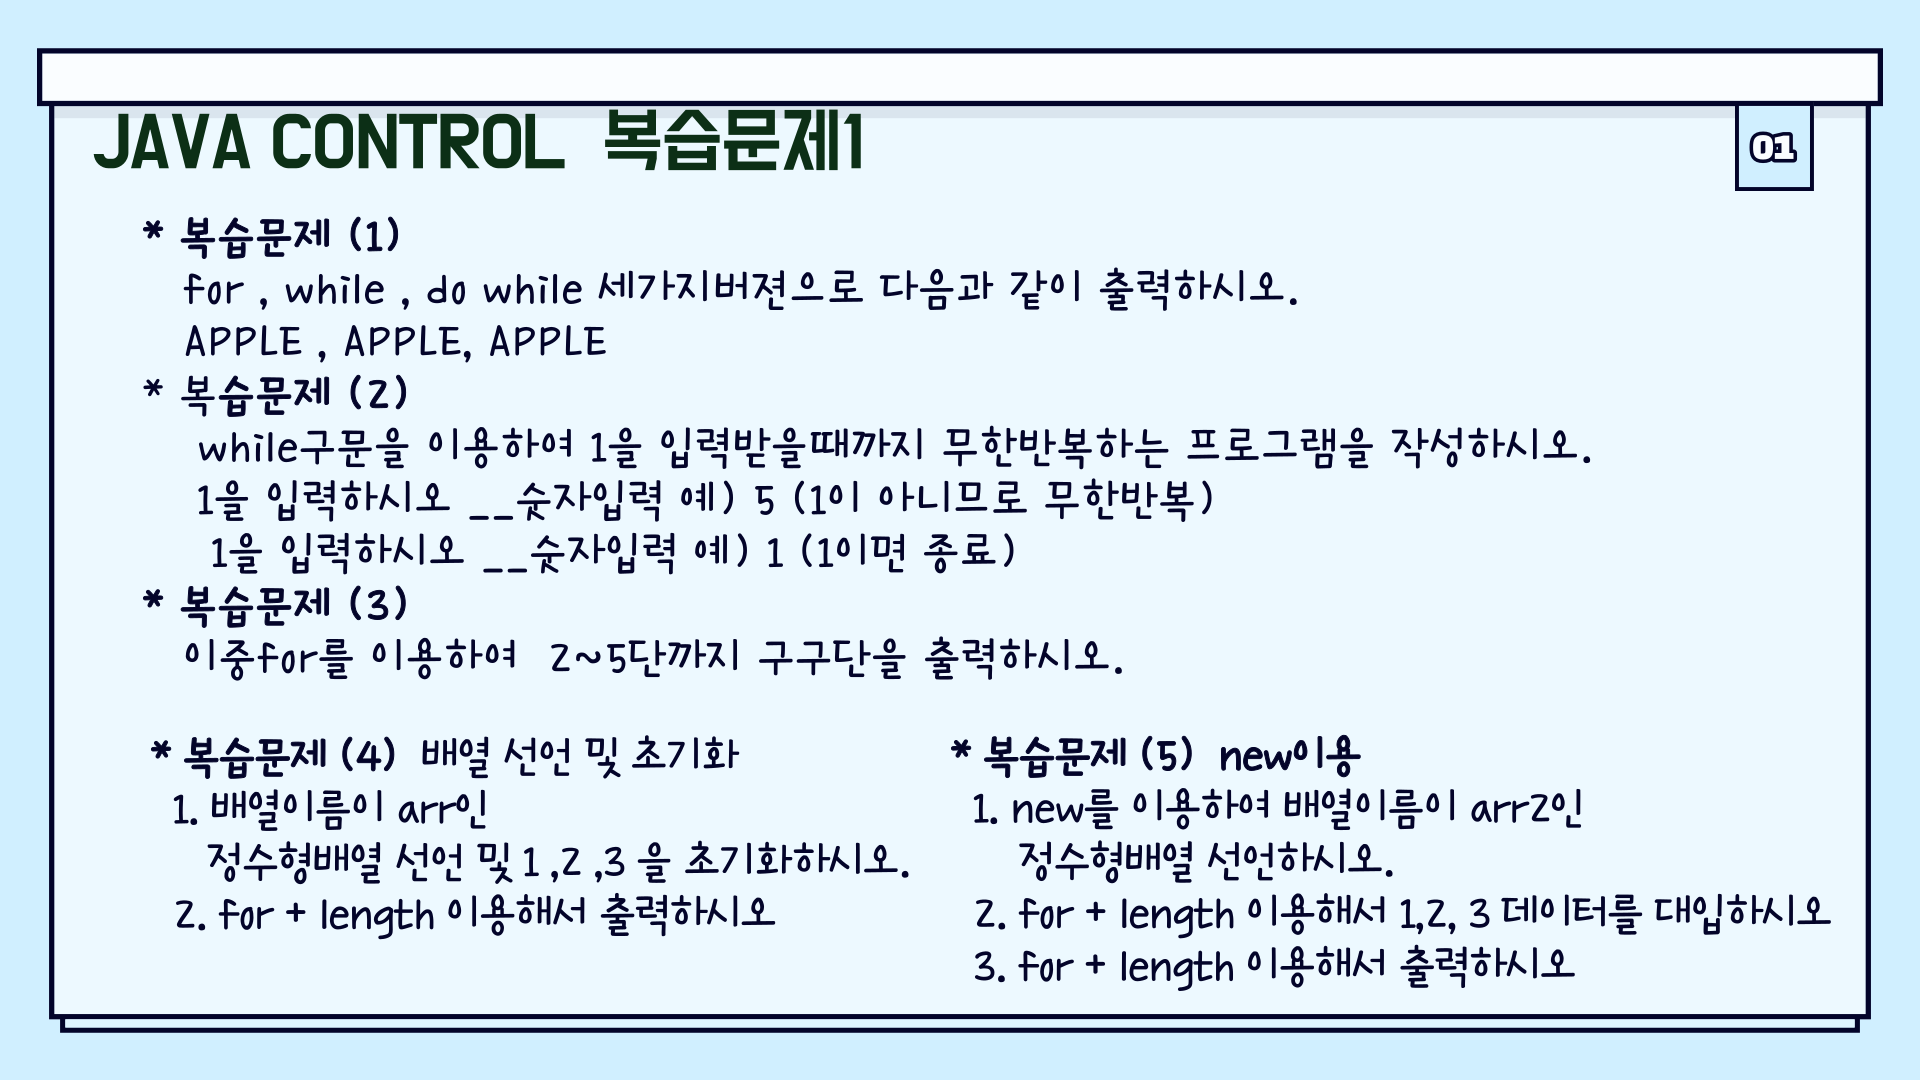 JAVA CONTROL 복습문제1
01
* 복습문제 (1)
for , while , do while 세가지버젼으로 다음과 같이 출력하시오.
APPLE , APPLE, APPLE
* 복습문제 (2)
while구문을 이용하여 1을 입력받을때까지 무한반복하는 프로그램을 작성하시오.
1을 입력하시오 __숫자입력 예) 5 (1이 아니므로 무한반복)
1을 입력하시오 __숫자입력 예) 1 (1이면 종료)
* 복습문제 (3)
이중for를 이용하여 2~5단까지 구구단을 출력하시오.
* 복습문제 (4) 배열 선언 및 초기화
1. 배열이름이 arr인
정수형배열 선언 및 1 ,2 ,3 을 초기화하시오.
2. for + length 이용해서 출력하시오
* 복습문제 (5) new이용
1. new를 이용하여 배열이름이 arr2인
정수형배열 선언하시오.
2. for + length 이용해서 1,2, 3 데이터를 대입하시오
3. for + length 이용해서 출력하시오